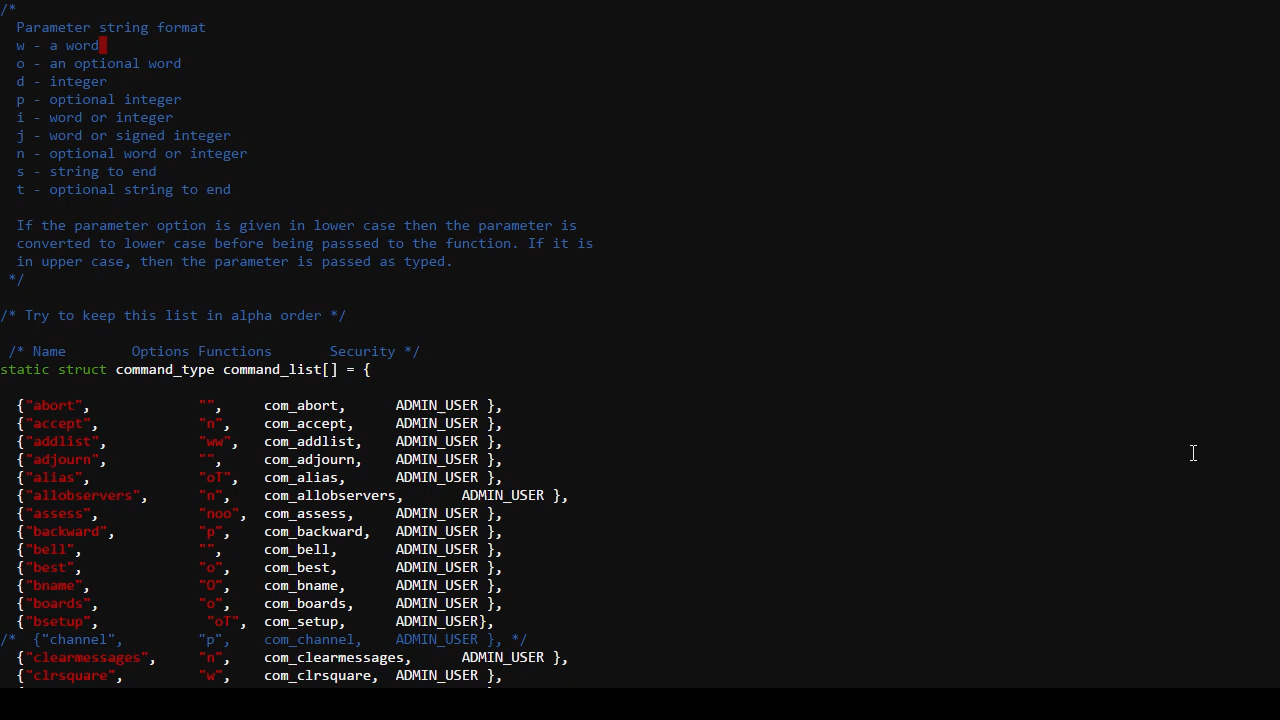 /*
  Parameter string format
  w - a word
  o - an optional word
  d - integer
  p - optional integer
  i - word or integer
  j - word or signed integer
  n - optional word or integer
  s - string to end
  t - optional string to end

  If the parameter option is given in lower case then the parameter is
  converted to lower case before being passsed to the function. If it is
  in upper case, then the parameter is passed as typed.
 */

/* Try to keep this list in alpha order */

 /* Name        Options Functions       Security */
static struct command_type command_list[] = {

  {"abort",             "",     com_abort,      ADMIN_USER },
  {"accept",            "n",    com_accept,     ADMIN_USER },
  {"addlist",           "ww",   com_addlist,    ADMIN_USER },
  {"adjourn",           "",     com_adjourn,    ADMIN_USER },
  {"alias",             "oT",   com_alias,      ADMIN_USER },
  {"allobservers",      "n",    com_allobservers,       ADMIN_USER },
  {"assess",            "noo",  com_assess,     ADMIN_USER },
  {"backward",          "p",    com_backward,   ADMIN_USER },
  {"bell",              "",     com_bell,       ADMIN_USER },
  {"best",              "o",    com_best,       ADMIN_USER },
  {"bname",             "O",    com_bname,      ADMIN_USER },
  {"boards",            "o",    com_boards,     ADMIN_USER },
  {"bsetup",             "oT",  com_setup,      ADMIN_USER},
/*  {"channel",         "p",    com_channel,    ADMIN_USER }, */
  {"clearmessages",     "n",    com_clearmessages,      ADMIN_USER },
  {"clrsquare",         "w",    com_clrsquare,  ADMIN_USER },